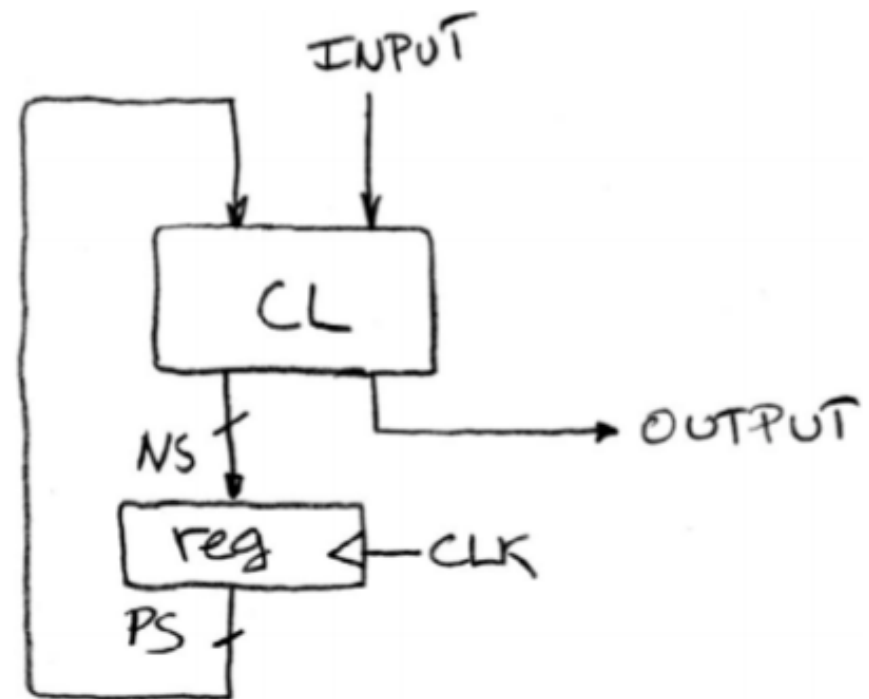 INPUT
CL
OUTPUT
NS
reg
CLK
PS